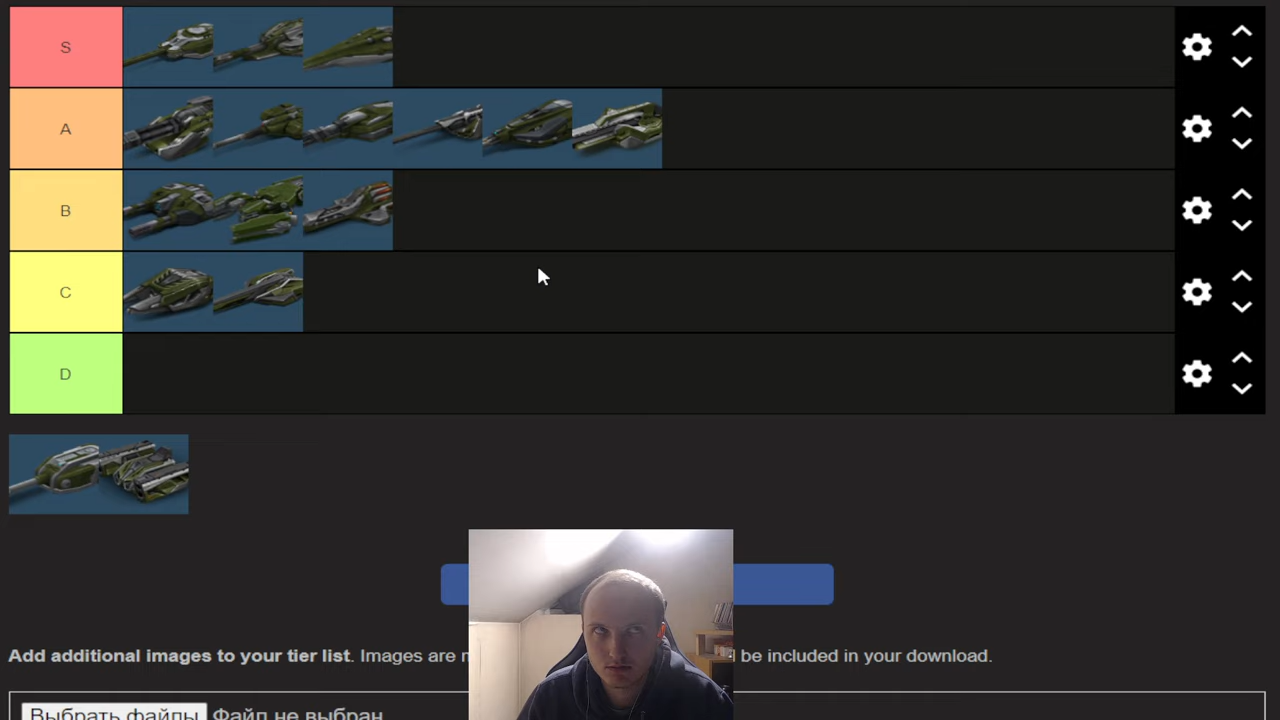 S
A
B
C
D
Add additional images to your tier list. Images are be included in your download.
Выбрать файлы Файл не выбран